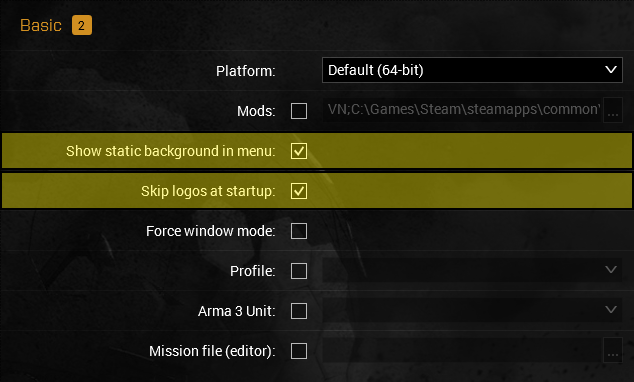 Basic 2
Platform: Default (64-bit)
Mods: VN;C:\Games\Steam\steamapps\common\ ...
Show static background in menu:
Skip logos at startup:
Force window mode:
Profile:
Arma 3 Unit:
Mission file (editor): ...